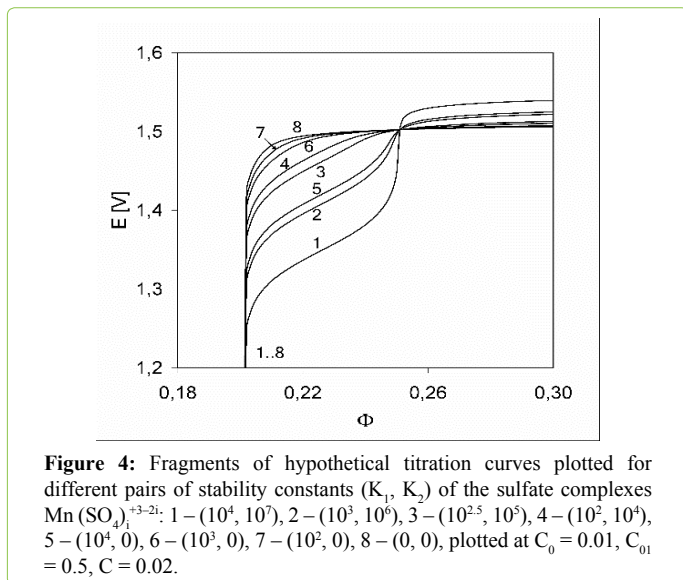 1,6
1,5
1,4
1,3
1,2
E [V]
7
8
6
4
3
5
2
1
1..8
0,18
0,22
0,26
0,30
Φ
Figure 4: Fragments of hypothetical titration curves plotted for
different pairs of stability constants (K₁, K₂) of the sulfate complexes
Mn (SO₄)ᵢ⁺³⁻²ⁱ: 1 – (10⁴, 10⁷), 2 – (10³, 10⁶), 3 – (10²·⁵, 10⁵), 4 – (10², 10⁴),
5 – (10⁴, 0), 6 – (10³, 0), 7 – (10², 0), 8 – (0, 0), plotted at C₀ = 0.01, C₀₁
= 0.5, C = 0.02.